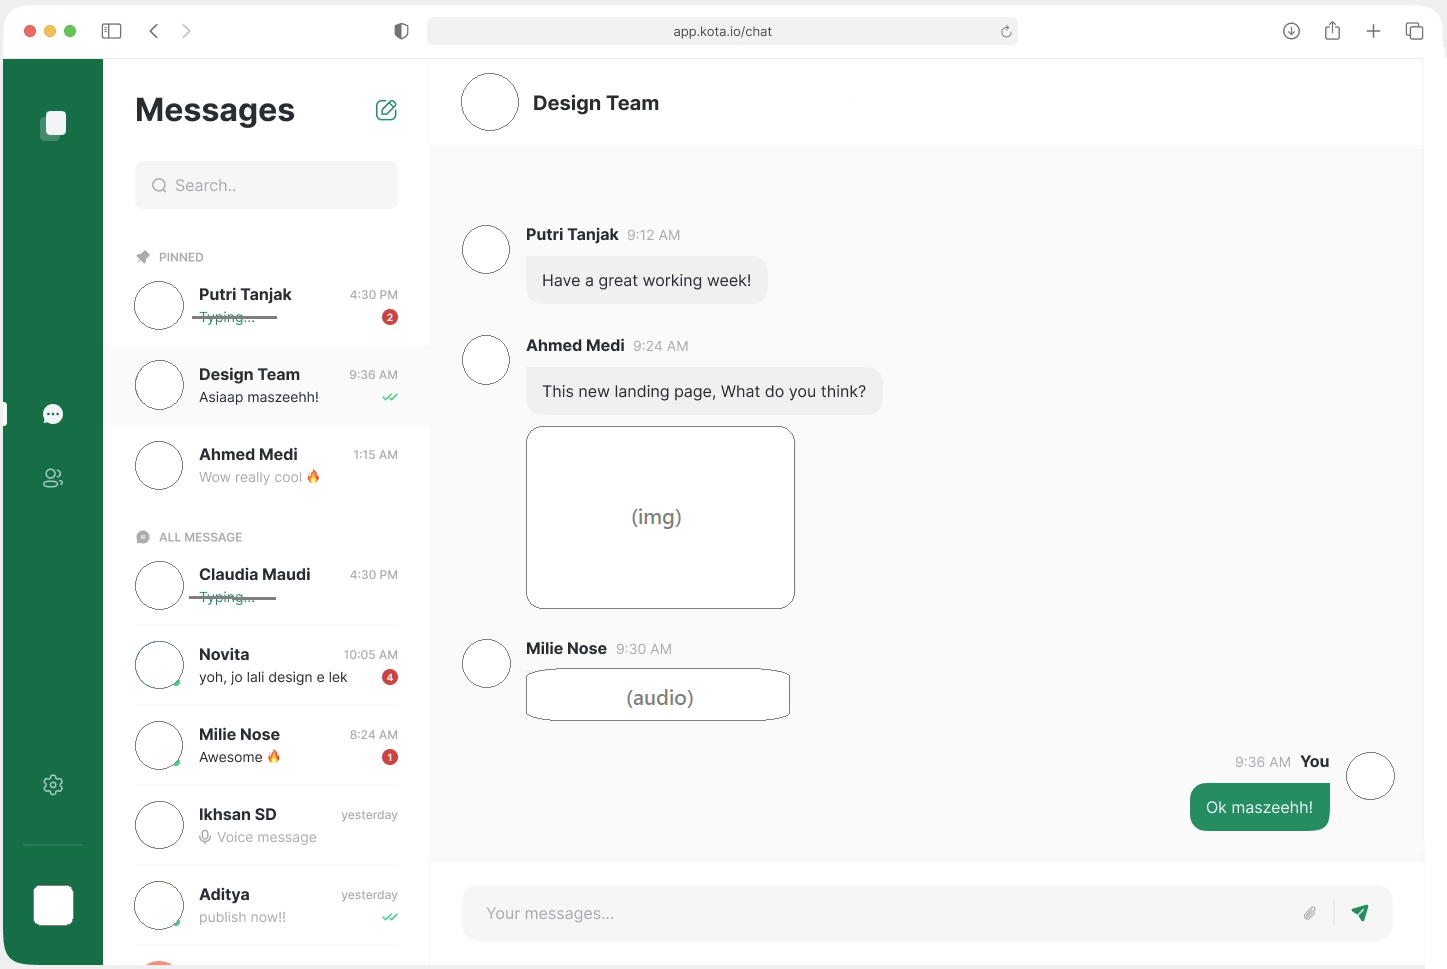 app.kota.io/chat
Messages
Search..
PINNED
Putri Tanjak 4:30 PM
Typing... 2
Design Team 9:36 AM
Asiaap maszeehh!
Ahmed Medi 1:15 AM
Wow really cool 🔥
ALL MESSAGE
Claudia Maudi 4:30 PM
Typing...
Novita 10:05 AM
yoh, jo lali design e lek 4
Milie Nose 8:24 AM
Awesome 🔥 1
Ikhsan SD yesterday
Voice message
Aditya yesterday
publish now!!
Design Team
Putri Tanjak 9:12 AM
Have a great working week!
Ahmed Medi 9:24 AM
This new landing page, What do you think?
(img)
Milie Nose 9:30 AM
(audio)
9:36 AM You
Ok maszeehh!
Your messages...